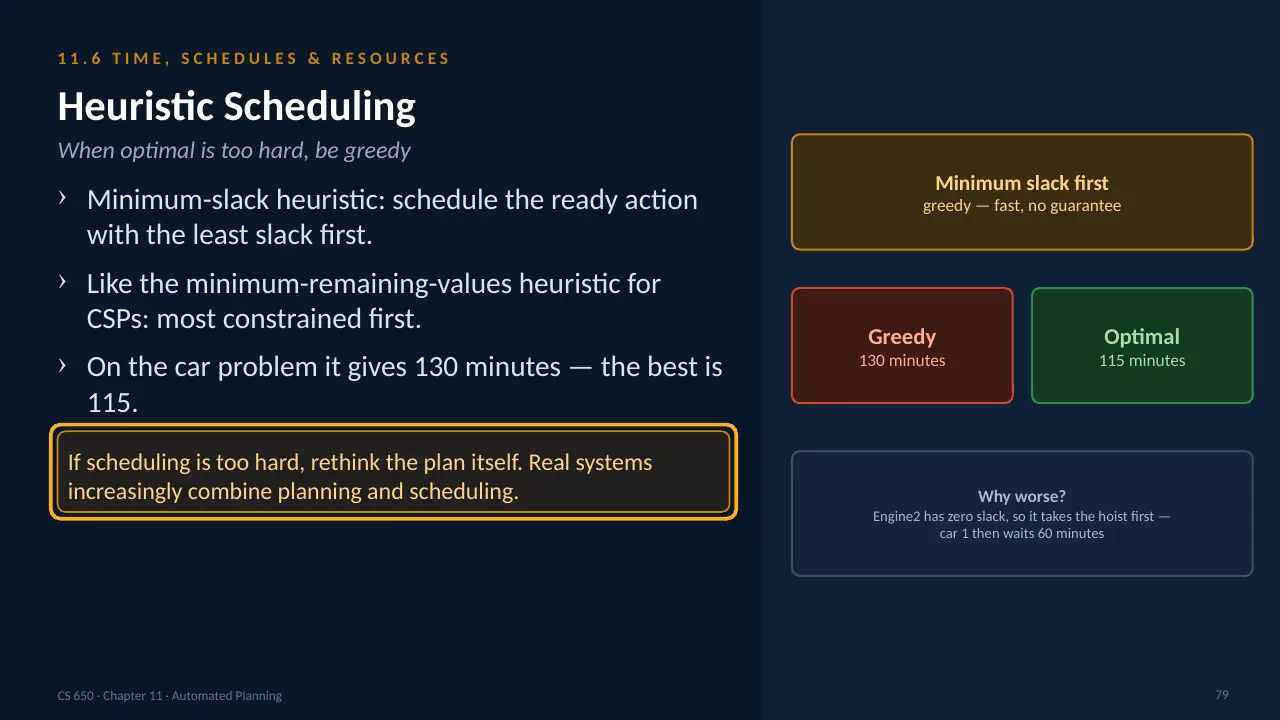 11.6 TIME, SCHEDULES & RESOURCES
Heuristic Scheduling
When optimal is too hard, be greedy
› Minimum-slack heuristic: schedule the ready action
with the least slack first.
› Like the minimum-remaining-values heuristic for
CSPs: most constrained first.
› On the car problem it gives 130 minutes — the best is
115.
If scheduling is too hard, rethink the plan itself. Real systems
increasingly combine planning and scheduling.
Minimum slack first
greedy — fast, no guarantee
Greedy
130 minutes
Optimal
115 minutes
Why worse?
Engine2 has zero slack, so it takes the hoist first —
car 1 then waits 60 minutes
CS 650 · Chapter 11 · Automated Planning
79